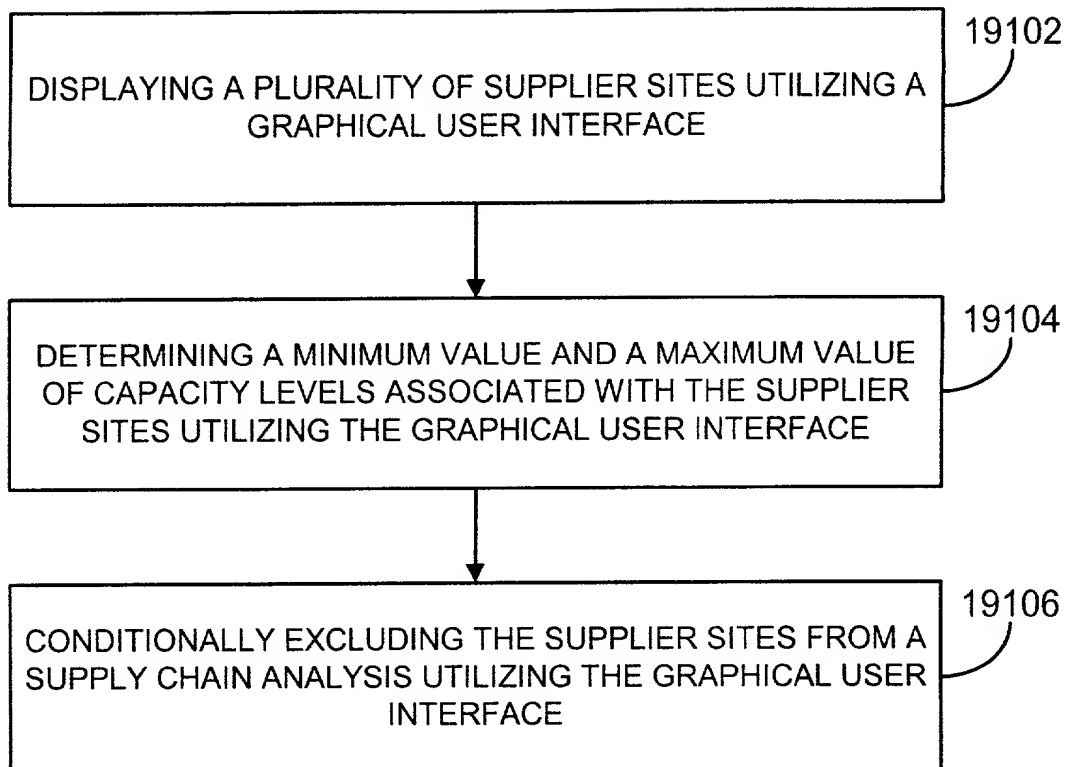 19102
DISPLAYING A PLURALITY OF SUPPLIER SITES UTILIZING A
GRAPHICAL USER INTERFACE
19104
DETERMINING A MINIMUM VALUE AND A MAXIMUM VALUE
OF CAPACITY LEVELS ASSOCIATED WITH THE SUPPLIER
SITES UTILIZING THE GRAPHICAL USER INTERFACE
19106
CONDITIONALLY EXCLUDING THE SUPPLIER SITES FROM A
SUPPLY CHAIN ANALYSIS UTILIZING THE GRAPHICAL USER
INTERFACE